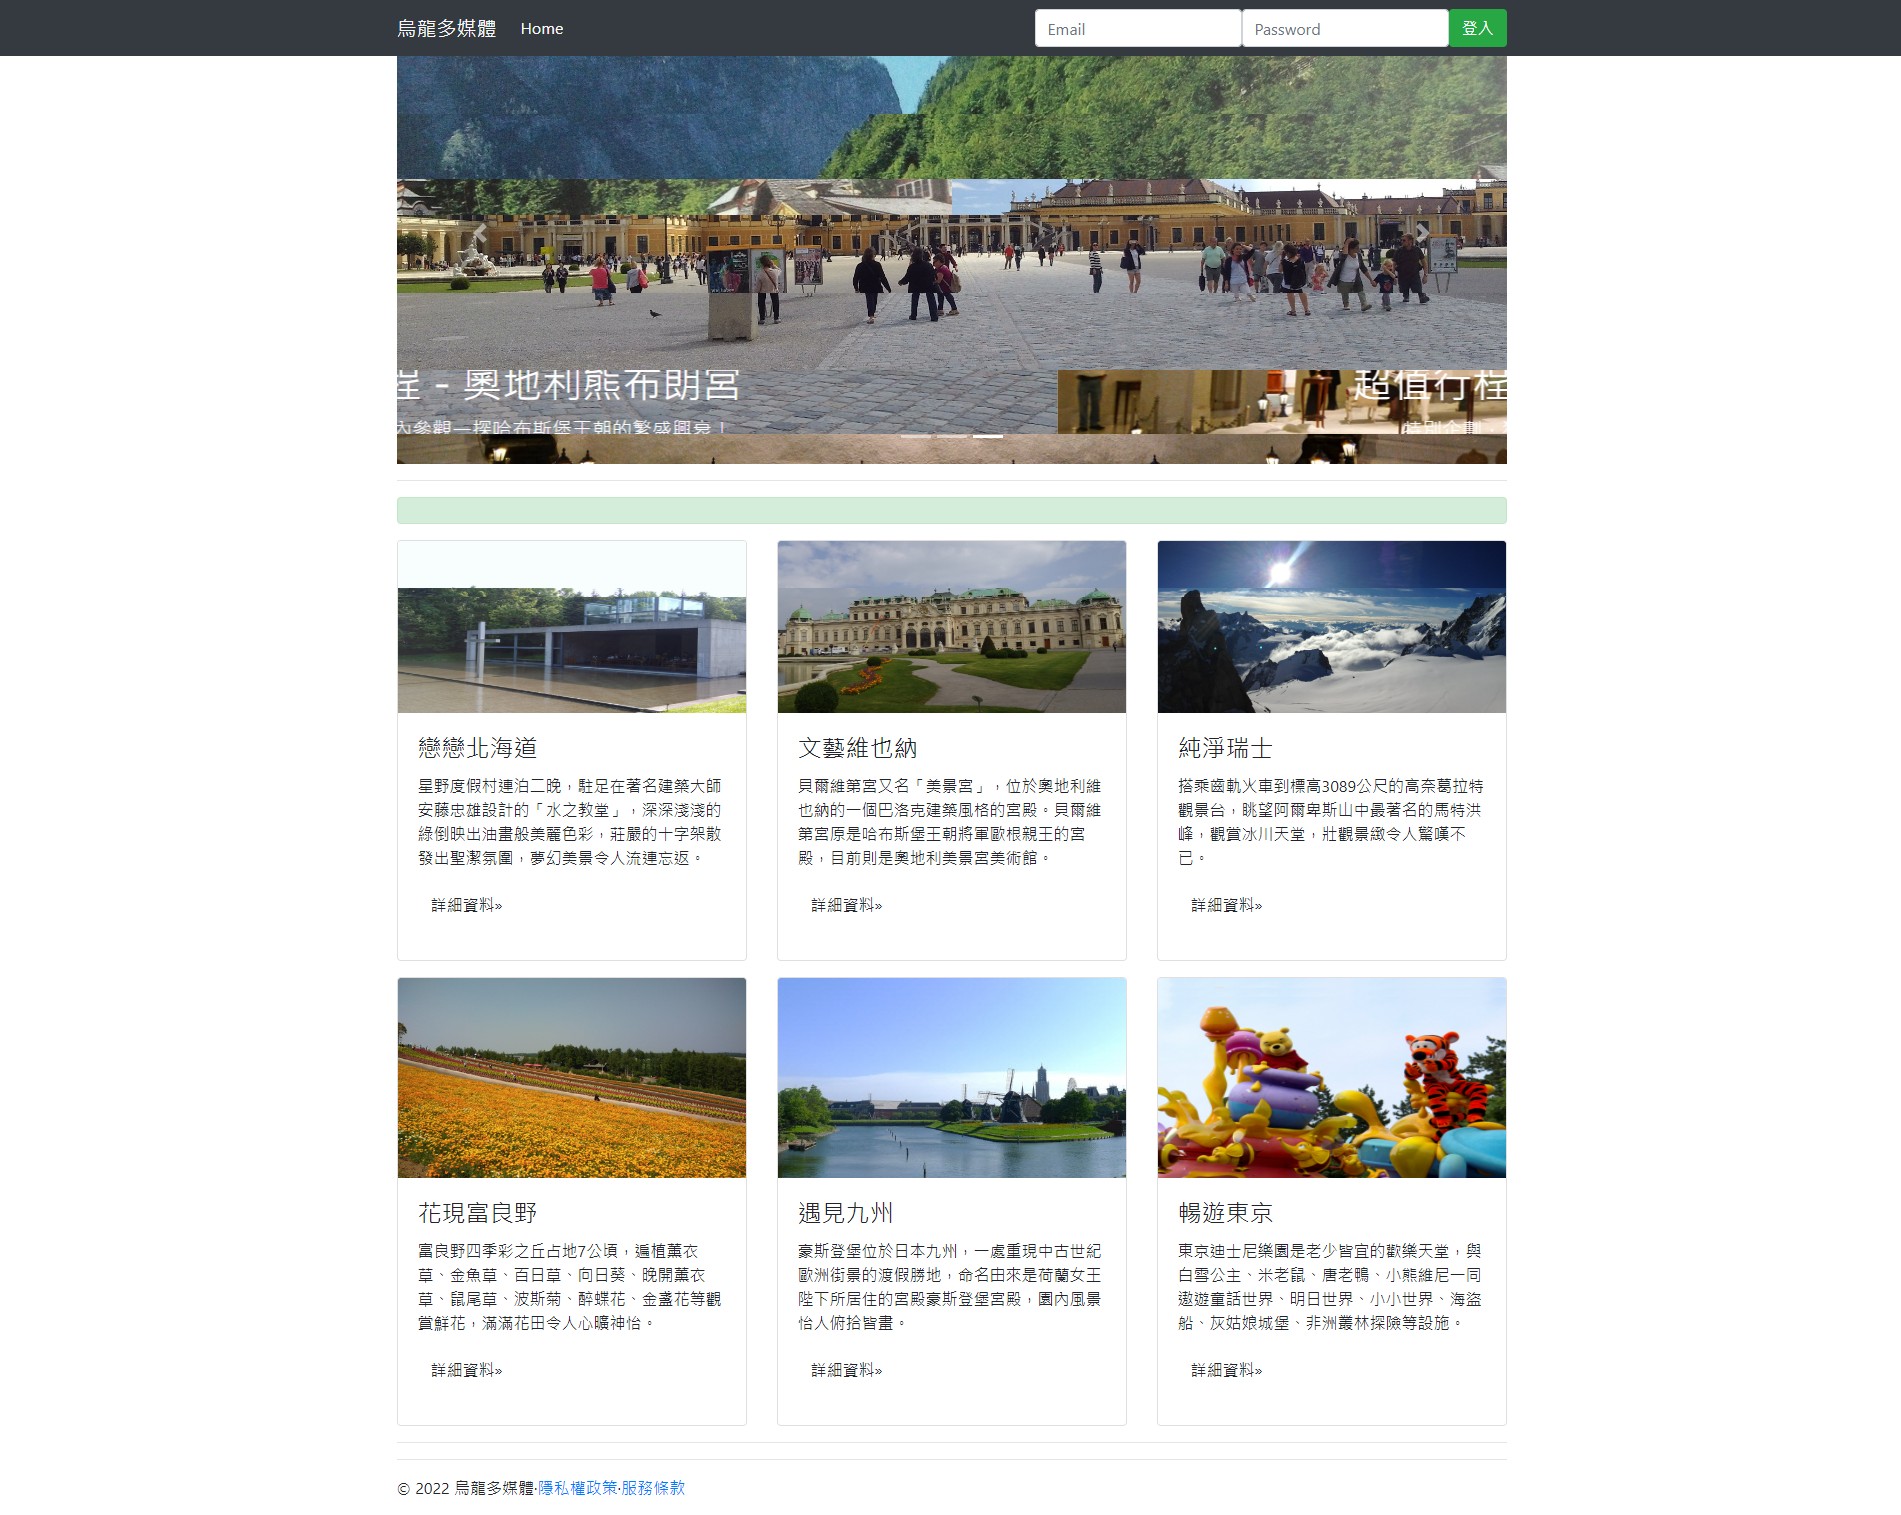 烏龍多媒體 Home Email Password 登入
程 - 奧地利熊布朗宮
超值行程
內參觀一探哈布斯堡王朝的繁盛興衰！
特別企劃，
戀戀北海道
星野度假村連泊二晚，駐足在著名建築大師
安藤忠雄設計的「水之教堂」，深深淺淺的
綠倒映出油畫般美麗色彩，莊嚴的十字架散
發出聖潔氛圍，夢幻美景令人流連忘返。
詳細資料»
文藝維也納
貝爾維第宮又名「美景宮」，位於奧地利維
也納的一個巴洛克建築風格的宮殿。貝爾維
第宮原是哈布斯堡王朝將軍歐根親王的宮
殿，目前則是奧地利美景宮美術館。
詳細資料»
純淨瑞士
搭乘齒軌火車到標高3089公尺的高奈葛拉特
觀景台，眺望阿爾卑斯山中最著名的馬特洪
峰，觀賞冰川天堂，壯觀景緻令人驚嘆不
已。
詳細資料»
花現富良野
富良野四季彩之丘占地7公頃，遍植薰衣
草、金魚草、百日草、向日葵、晚開薰衣
草、鼠尾草、波斯菊、醉蝶花、金盞花等觀
賞鮮花，滿滿花田令人心曠神怡。
詳細資料»
遇見九州
豪斯登堡位於日本九州，一處重現中古世紀
歐洲街景的渡假勝地，命名由來是荷蘭女王
陛下所居住的宮殿豪斯登堡宮殿，園內風景
怡人俯拾皆畫。
詳細資料»
暢遊東京
東京迪士尼樂園是老少皆宜的歡樂天堂，與
白雪公主、米老鼠、唐老鴨、小熊維尼一同
遨遊童話世界、明日世界、小小世界、海盜
船、灰姑娘城堡、非洲叢林探險等設施。
詳細資料»
© 2022 烏龍多媒體·隱私權政策·服務條款